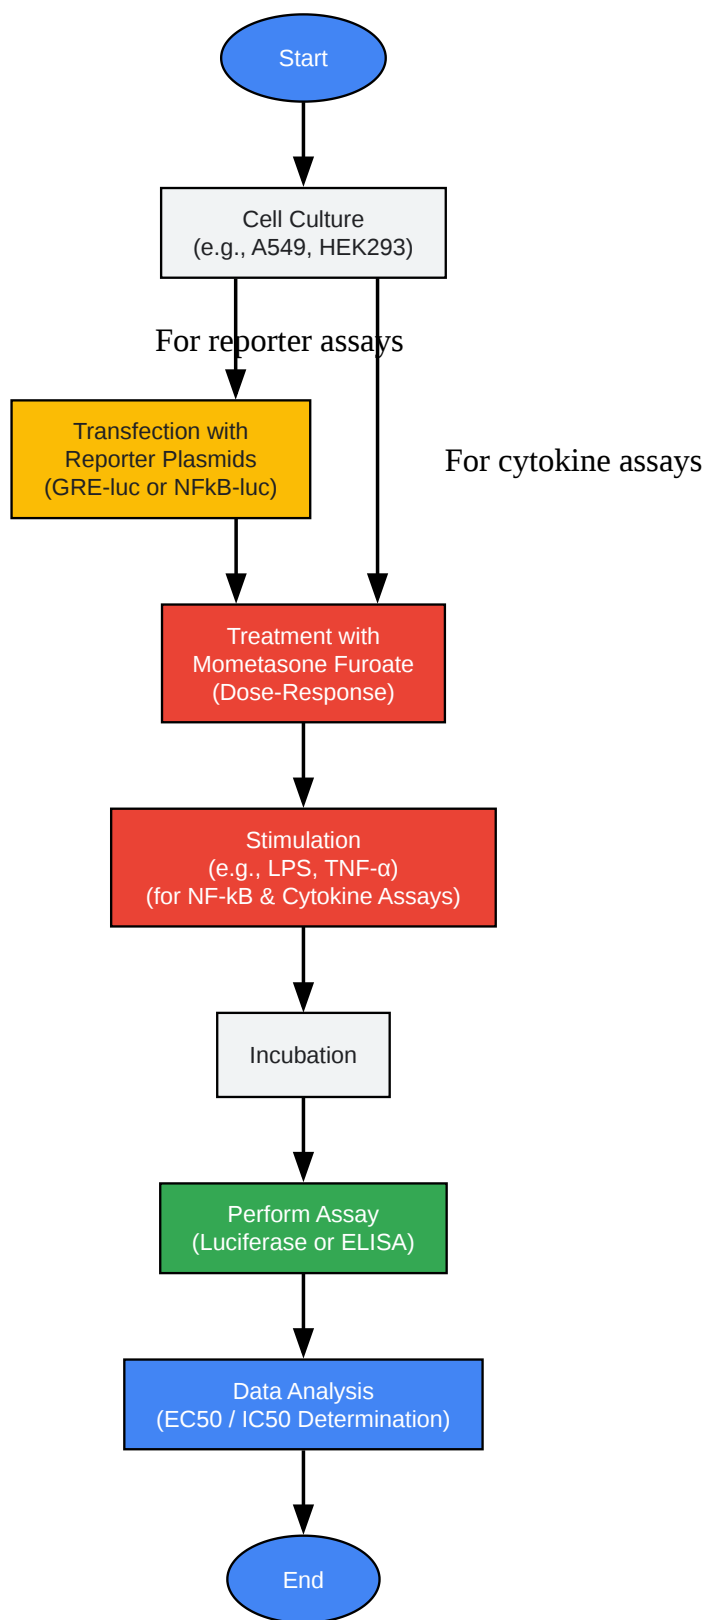 Start
Cell Culture
(e.g., A549, HEK293)
For reporter assays
Transfection with
Reporter Plasmids
(GRE-luc or NFkB-luc)
For cytokine assays
Treatment with
Mometasone Furoate
(Dose-Response)
Stimulation
(e.g., LPS, TNF-α)
(for NF-kB & Cytokine Assays)
Incubation
Perform Assay
(Luciferase or ELISA)
Data Analysis
(EC50 / IC50 Determination)
End